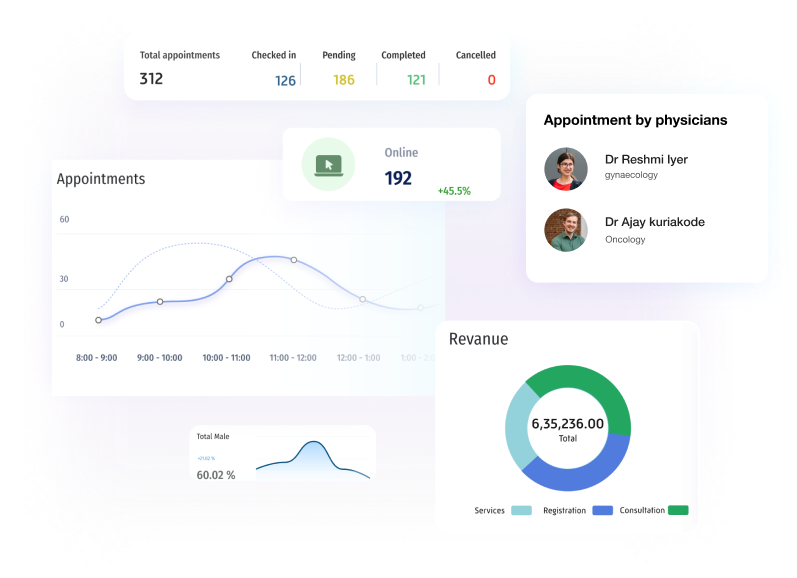 Total appointments Checked in Pending Completed Cancelled
312 126 186 121 0
Online
192
+45.5%
Appointment by physicians
Dr Reshmi Iyer
gynaecology
Dr Ajay kuriakode
Oncology
Appointments
60
30
0
8:00 - 9:00 9:00 - 10:00 10:00 - 11:00 11:00 - 12:00 12:00 - 1:00 1:00 - 2:
Revanue
6,35,236.00
Total
Services Registration Consultation
Total Male
+21.02 %
60.02 %